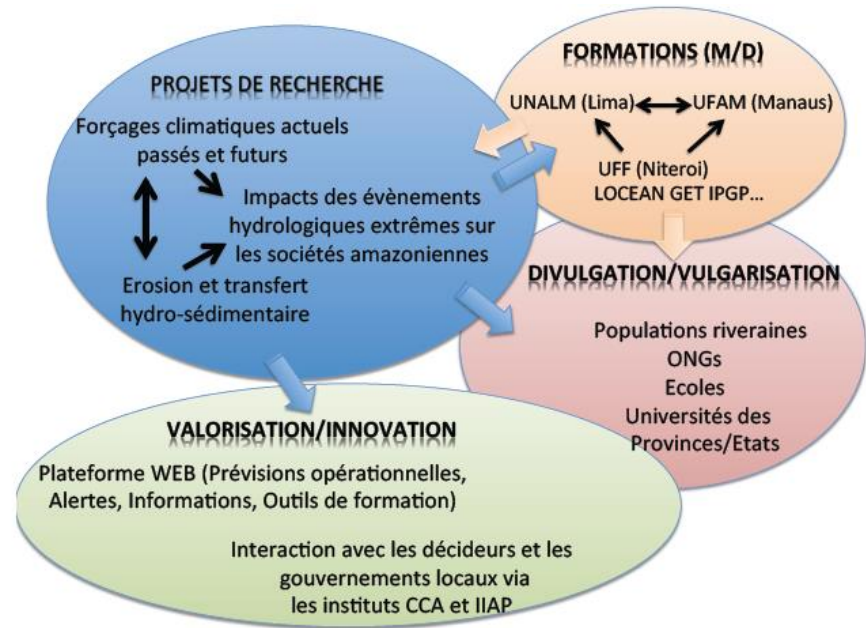 PROJETS DE RECHERCHE
Forçages climatiques actuels
passés et futurs
Impacts des évènements
hydrologiques extrêmes sur
les sociétés amazoniennes
Erosion et transfert
hydro-sédimentaire
FORMATIONS (M/D)
UNALM (Lima)
UFAM (Manaus)
UFF (Niteroi)
LOCEAN GET IPGP...
DIVULGATION/VULGARISATION
Populations riveraines
ONGs
Ecoles
Universités des
Provinces/Etats
VALORISATION/INNOVATION
Plateforme WEB (Prévisions opérationnelles,
Alertes, Informations, Outils de formation)
Interaction avec les décideurs et les
gouvernements locaux via
les instituts CCA et IIAP